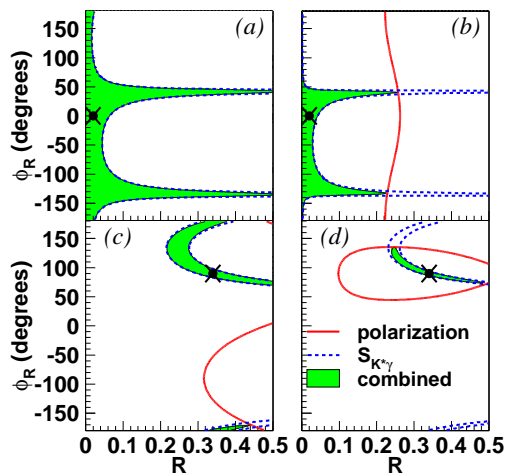 (a) (b)
150
100
50
0
-50
-100
-150
ϕR (degrees)
(c) (d)
150
100
50
0
-50
-100
-150
ϕR (degrees)
polarization
SK*γ
combined
0 0.1 0.2 0.3 0.4 0 0.1 0.2 0.3 0.4 0.5
R R